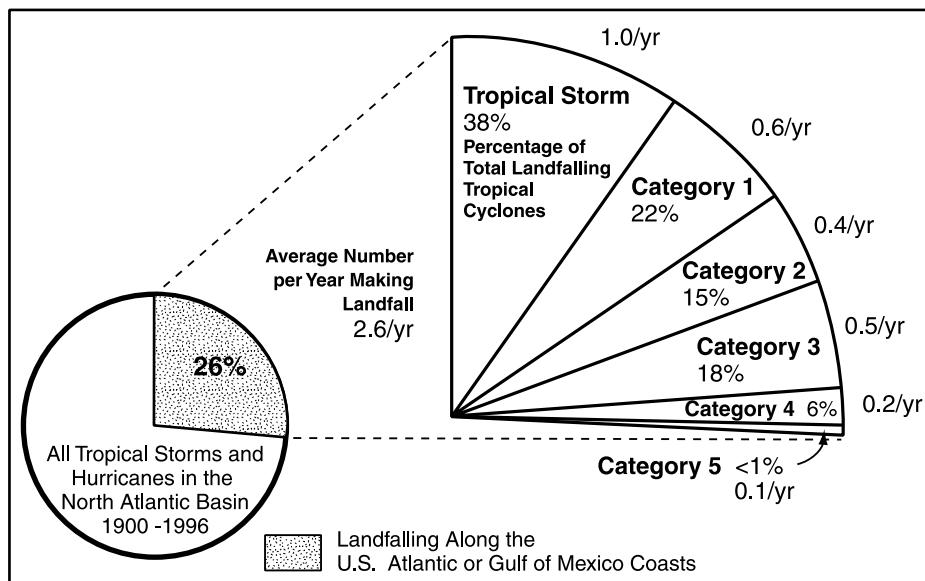 1.0/yr
Tropical Storm
38%
Percentage of
Total Landfalling
Tropical
Cyclones
0.6/yr
Category 1
22%
0.4/yr
Category 2
15%
0.5/yr
Category 3
18%
0.2/yr
Category 4 6%
Category 5 <1%
0.1/yr
Average Number
per Year Making
Landfall
2.6/yr
26%
All Tropical Storms and
Hurricanes in the
North Atlantic Basin
1900 -1996
Landfalling Along the
U.S. Atlantic or Gulf of Mexico Coasts